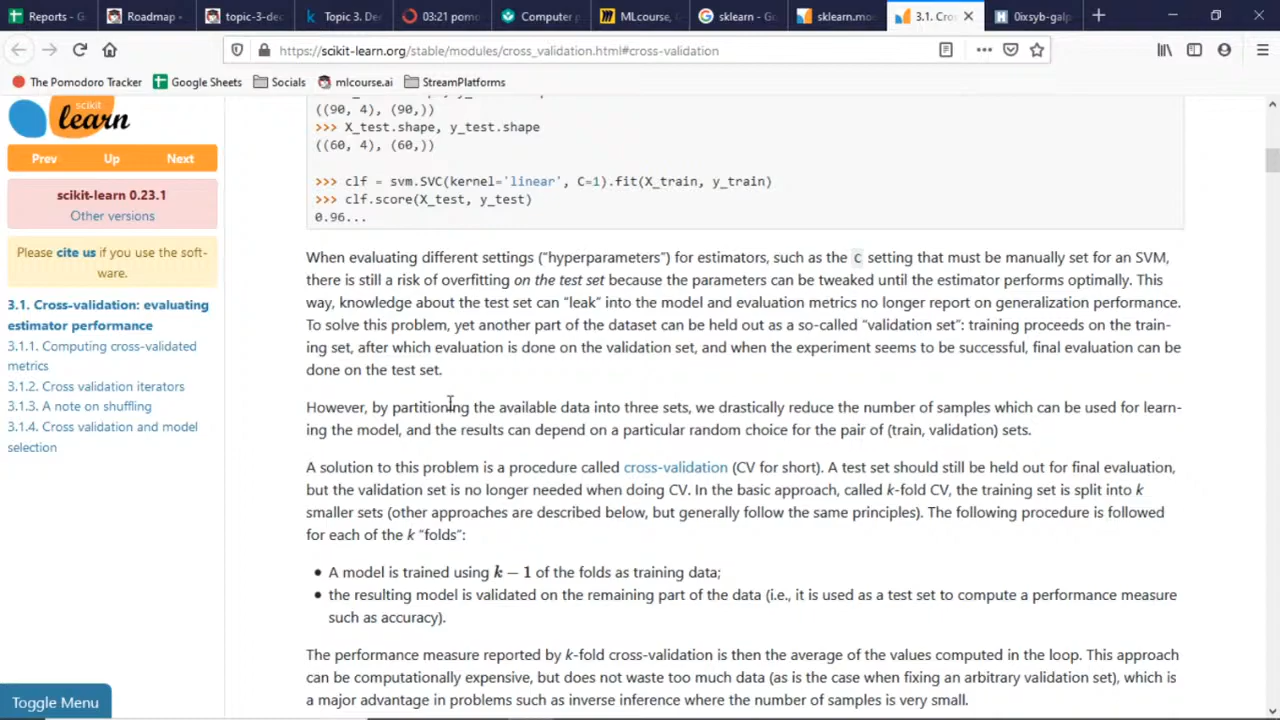 Reports - G
Roadmap
topic-3-dec
Topic 3. De
03:21 pomo
Computer p
MLcourse,
sklearn - Go
sklearn.mo
3.1. Cros
0ixsyb-galp
https://scikit-learn.org/stable/modules/cross_validation.html#cross-validation
The Pomodoro Tracker
Google Sheets
Socials
mlcourse.ai
StreamPlatforms
scikit
learn
Prev Up Next
scikit-learn 0.23.1
Other versions
Please cite us if you use the soft-
ware.
3.1. Cross-validation: evaluating
estimator performance
3.1.1. Computing cross-validated
metrics
3.1.2. Cross validation iterators
3.1.3. A note on shuffling
3.1.4. Cross validation and model
selection
Toggle Menu
((90, 4), (90,))
>>> X_test.shape, y_test.shape
((60, 4), (60,))
>>> clf = svm.SVC(kernel='linear', C=1).fit(X_train, y_train)
>>> clf.score(X_test, y_test)
0.96...
When evaluating different settings (“hyperparameters”) for estimators, such as the C setting that must be manually set for an SVM,
there is still a risk of overfitting on the test set because the parameters can be tweaked until the estimator performs optimally. This
way, knowledge about the test set can “leak” into the model and evaluation metrics no longer report on generalization performance.
To solve this problem, yet another part of the dataset can be held out as a so-called “validation set”: training proceeds on the train-
ing set, after which evaluation is done on the validation set, and when the experiment seems to be successful, final evaluation can be
done on the test set.
However, by partitioning the available data into three sets, we drastically reduce the number of samples which can be used for learn-
ing the model, and the results can depend on a particular random choice for the pair of (train, validation) sets.
A solution to this problem is a procedure called cross-validation (CV for short). A test set should still be held out for final evaluation,
but the validation set is no longer needed when doing CV. In the basic approach, called k-fold CV, the training set is split into k
smaller sets (other approaches are described below, but generally follow the same principles). The following procedure is followed
for each of the k “folds”:
• A model is trained using k − 1 of the folds as training data;
• the resulting model is validated on the remaining part of the data (i.e., it is used as a test set to compute a performance measure
such as accuracy).
The performance measure reported by k-fold cross-validation is then the average of the values computed in the loop. This approach
can be computationally expensive, but does not waste too much data (as is the case when fixing an arbitrary validation set), which is
a major advantage in problems such as inverse inference where the number of samples is very small.